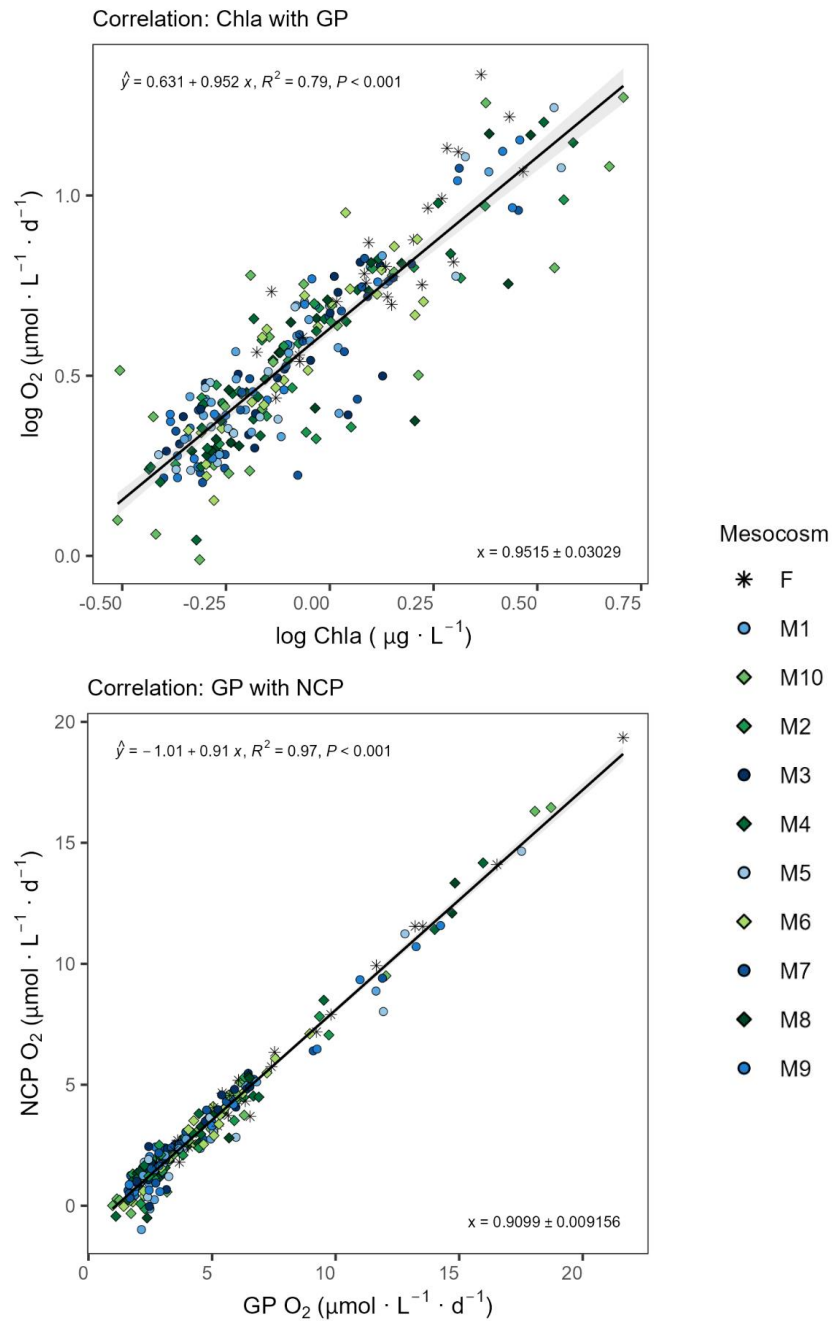 Correlation: Chla with GP
ŷ = 0.631 + 0.952 x, R² = 0.79, P < 0.001
log O₂ (μmol · L⁻¹ · d⁻¹)
1.0
0.5
0.0
x = 0.9515 ± 0.03029
-0.50 -0.25 0.00 0.25 0.50 0.75
log Chla ( μg · L⁻¹)
Correlation: GP with NCP
ŷ = − 1.01 + 0.91 x, R² = 0.97, P < 0.001
NCP O₂ (μmol · L⁻¹ · d⁻¹)
20
15
10
5
0
x = 0.9099 ± 0.009156
0 5 10 15 20
GP O₂ (μmol · L⁻¹ · d⁻¹)
Mesocosm
F
M1
M10
M2
M3
M4
M5
M6
M7
M8
M9